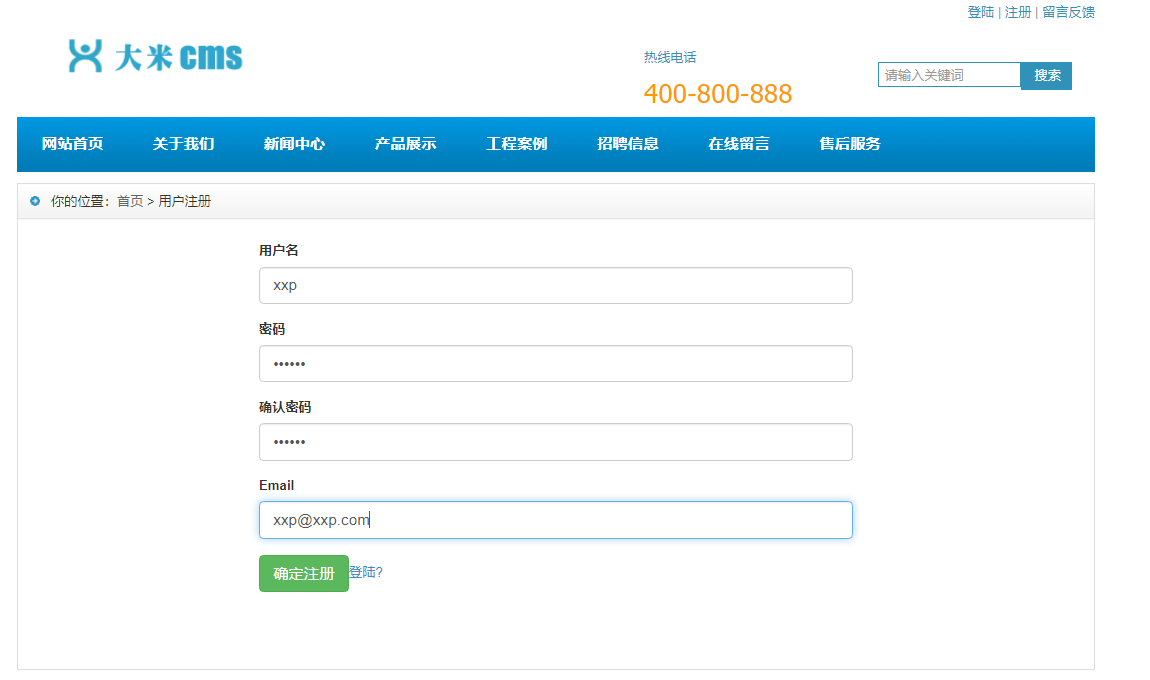 登陆 | 注册 | 留言反馈
大米cms
热线电话
400-800-888
请输入关键词 搜索
网站首页 关于我们 新闻中心 产品展示 工程案例 招聘信息 在线留言 售后服务
你的位置：首页 > 用户注册
用户名
xxp
密码
••••••
确认密码
••••••
Email
xxp@xxp.com
确定注册 登陆?